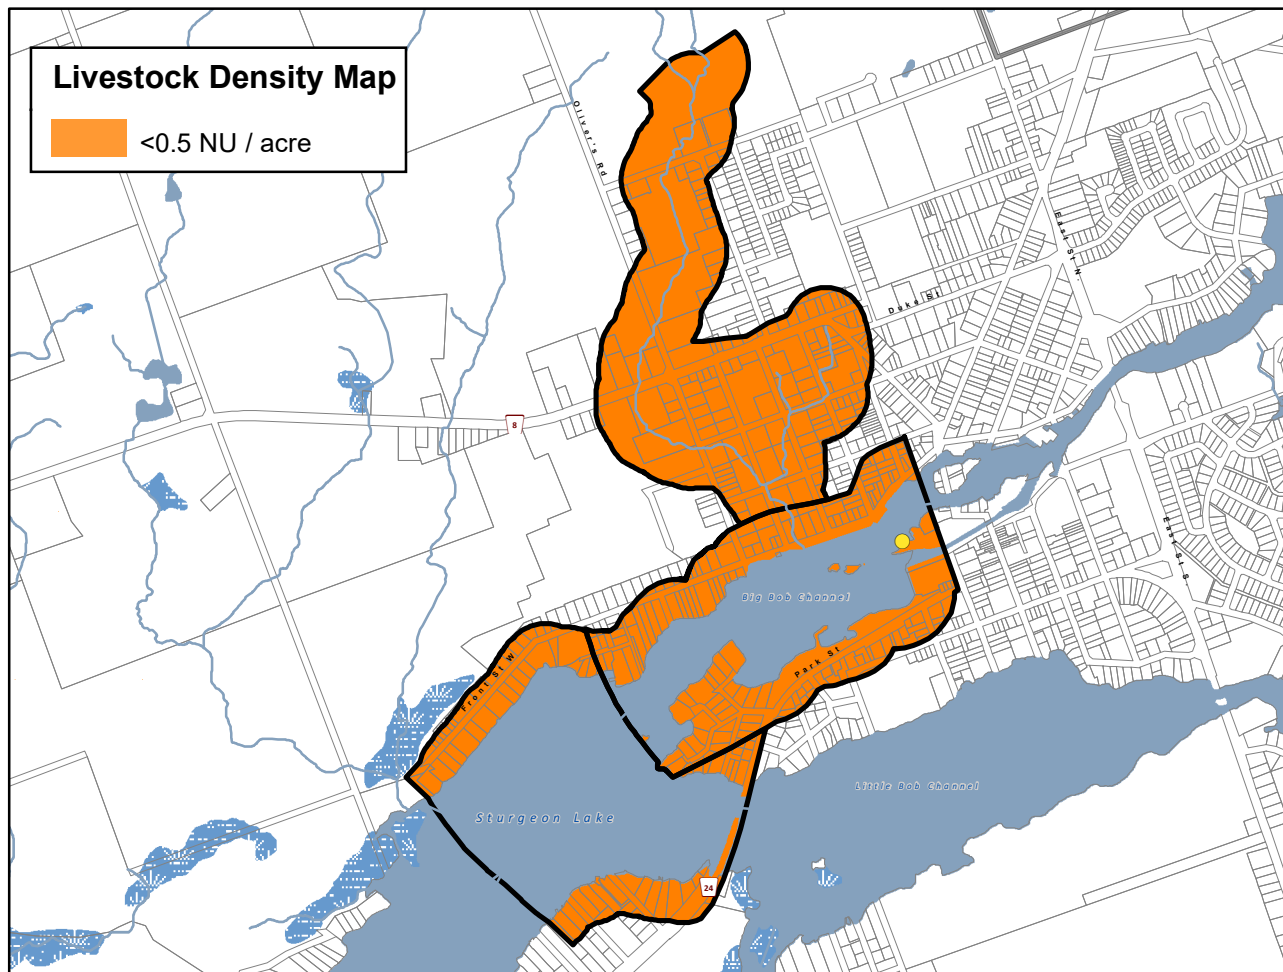 Livestock Density Map
<0.5 NU / acre
Oliver's Rd
East St N.
Duke St
8
East St S.
Big Bob Channel
Park St
Front St W
Little Bob Channel
Sturgeon Lake
24